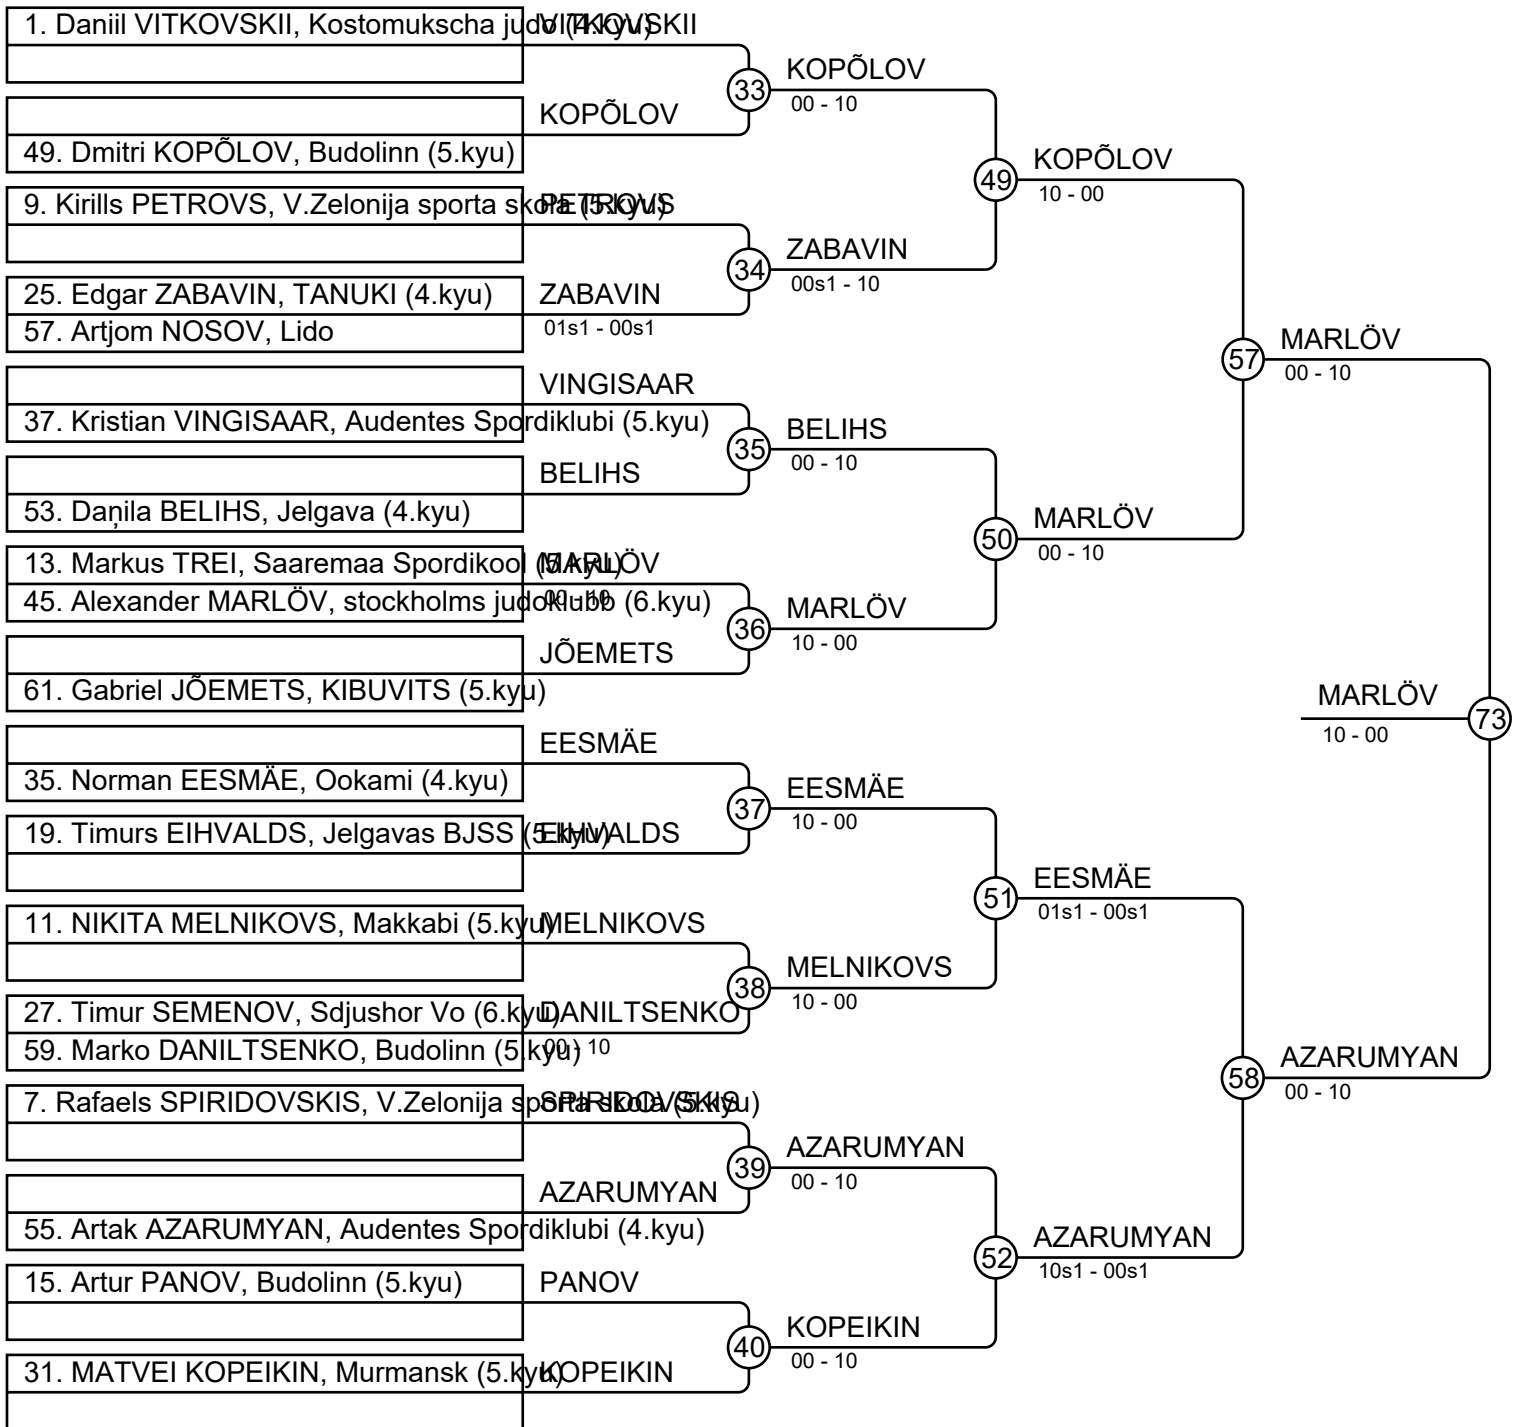 1. Daniil VITKOVSKII, Kostomukscha judo (4.kyu)
VITKOVSKII
KOPÕLOV
49. Dmitri KOPÕLOV, Budolinn (5.kyu)
33
KOPÕLOV
00 - 10
9. Kirills PETROVS, V.Zelonija sporta skola (5.kyu)
PETROVS
25. Edgar ZABAVIN, TANUKI (4.kyu)
57. Artjom NOSOV, Lido
ZABAVIN
01s1 - 00s1
34
ZABAVIN
00s1 - 10
49
KOPÕLOV
10 - 00
VINGISAAR
37. Kristian VINGISAAR, Audentes Spordiklubi (5.kyu)
BELIHS
53. Daņila BELIHS, Jelgava (4.kyu)
35
BELIHS
00 - 10
13. Markus TREI, Saaremaa Spordikool (5.kyu)
45. Alexander MARLÖV, stockholms judoklubb (6.kyu)
MARLÖV
00 - 10
JÕEMETS
61. Gabriel JÕEMETS, KIBUVITS (5.kyu)
36
MARLÖV
10 - 00
50
MARLÖV
00 - 10
57
MARLÖV
00 - 10
EESMÄE
35. Norman EESMÄE, Ookami (4.kyu)
19. Timurs EIHVALDS, Jelgavas BJSS (5.kyu)
EIHVALDS
37
EESMÄE
10 - 00
11. NIKITA MELNIKOVS, Makkabi (5.kyu)
MELNIKOVS
27. Timur SEMENOV, Sdjushor Vo (6.kyu)
59. Marko DANILTSENKO, Budolinn (5.kyu)
DANILTSENKO
00 - 10
38
MELNIKOVS
10 - 00
51
EESMÄE
01s1 - 00s1
7. Rafaels SPIRIDOVSKIS, V.Zelonija sporta skola (5.kyu)
SPIRIDOVSKIS
AZARUMYAN
55. Artak AZARUMYAN, Audentes Spordiklubi (4.kyu)
39
AZARUMYAN
00 - 10
15. Artur PANOV, Budolinn (5.kyu)
PANOV
31. MATVEI KOPEIKIN, Murmansk (5.kyu)
KOPEIKIN
40
KOPEIKIN
00 - 10
52
AZARUMYAN
10s1 - 00s1
58
AZARUMYAN
00 - 10
MARLÖV
10 - 00
73